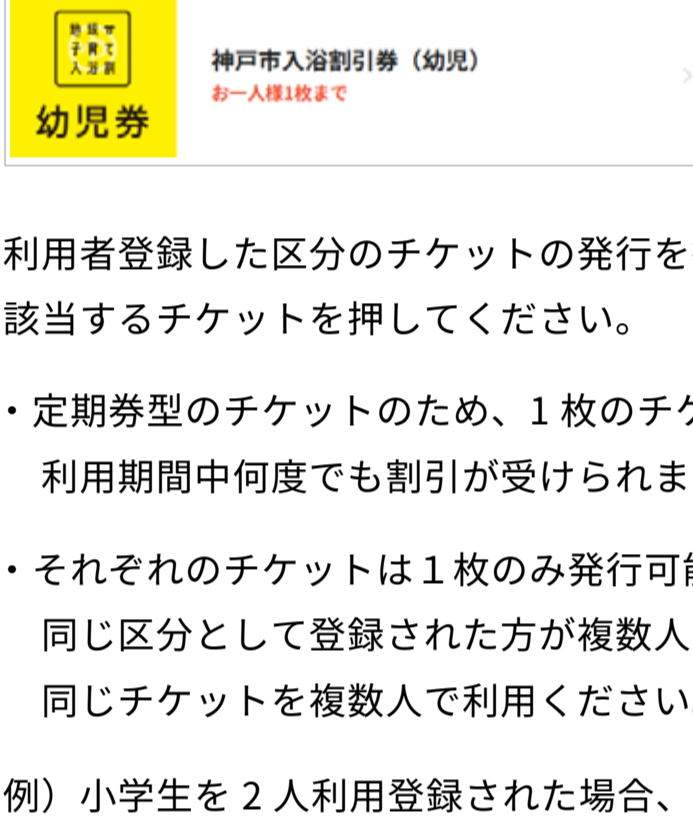 子育て
入浴割
幼児券
神戸市入浴割引券（幼児）
お一人様1枚まで
利用者登録した区分のチケットの発行を
該当するチケットを押してください。
・定期券型のチケットのため、1 枚のチケ
利用期間中何度でも割引が受けられま
・それぞれのチケットは１枚のみ発行可能
同じ区分として登録された方が複数人
同じチケットを複数人で利用ください
例）小学生を 2 人利用登録された場合、